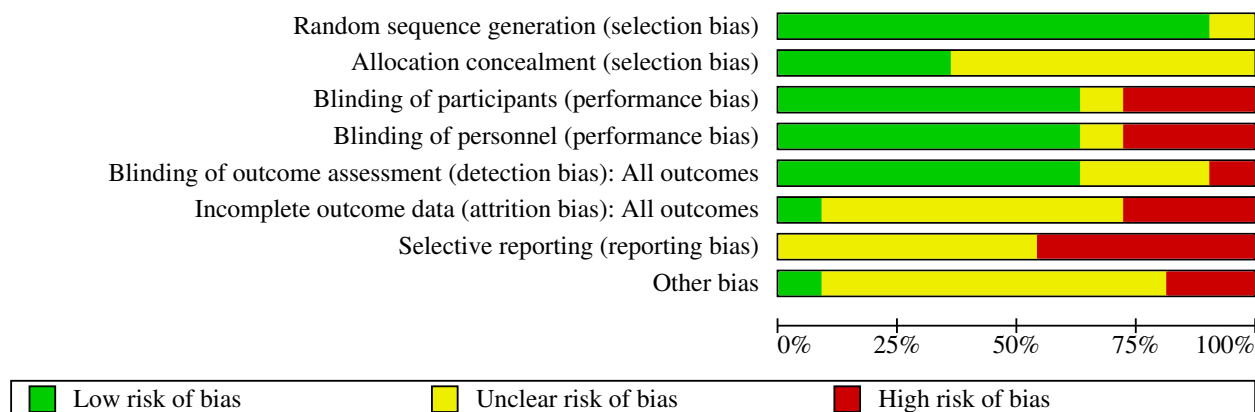 Random sequence generation (selection bias)
Allocation concealment (selection bias)
Blinding of participants (performance bias)
Blinding of personnel (performance bias)
Blinding of outcome assessment (detection bias): All outcomes
Incomplete outcome data (attrition bias): All outcomes
Selective reporting (reporting bias)
Other bias
0% 25% 50% 75% 100%
Low risk of bias Unclear risk of bias High risk of bias